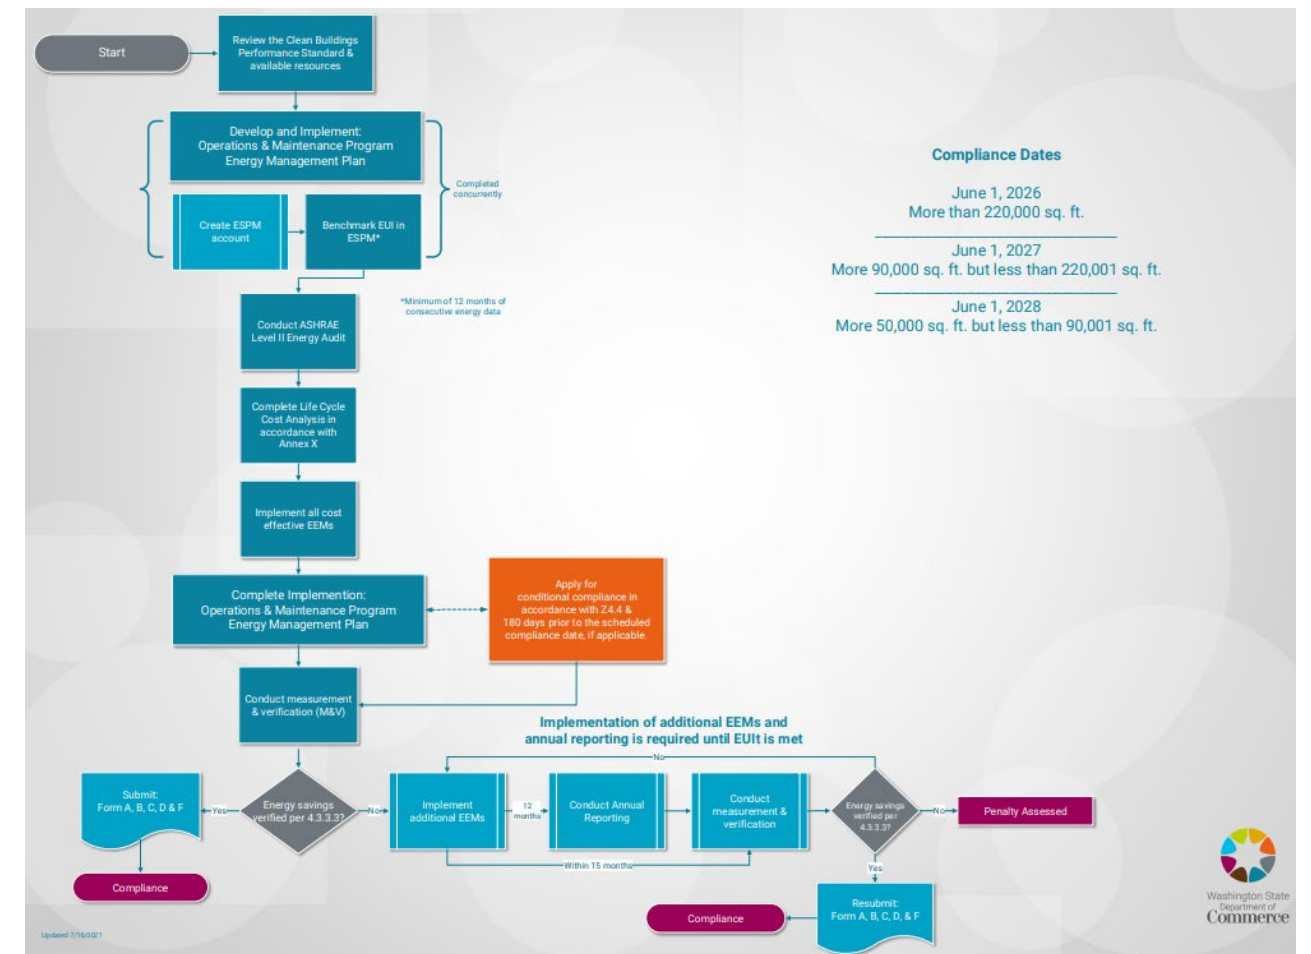 Start
Review the Clean Buildings
Performance Standard &
available resources
Develop and Implement:
Operations & Maintenance Program
Energy Management Plan
Completed
concurrently
Create ESPM
account
Benchmark EUI in
ESPM*
*Minimum of 12 months of
consecutive energy data
Compliance Dates
June 1, 2026
More than 220,000 sq. ft.
June 1, 2027
More 90,000 sq. ft. but less than 220,001 sq. ft.
June 1, 2028
More 50,000 sq. ft. but less than 90,001 sq. ft.
Conduct ASHRAE
Level II Energy Audit
Complete Life Cycle
Cost Analysis in
accordance with
Annex X
Implement all cost
effective EEMs
Complete Implemention:
Operations & Maintenance Program
Energy Management Plan
Apply for
conditional compliance in
accordance with Z4.4 &
180 days prior to the scheduled
compliance date, if applicable.
Conduct measurement
& verification (M&V)
Implementation of additional EEMs and
annual reporting is required until EUIt is met
No
Submit:
Form A, B, C, D & F
Yes
Energy savings
verified per 4.3.3.3?
No
Implement
additional EEMs
12
months
Conduct Annual
Reporting
Conduct
measurement &
verification
Energy savings
verified per
4.3.3.3?
No
Penalty Assessed
Within 15 months
Yes
Compliance
Resubmit:
Form A, B, C, D, & F
Compliance
Washington State
Department of
Commerce
Updated 7/16/2021